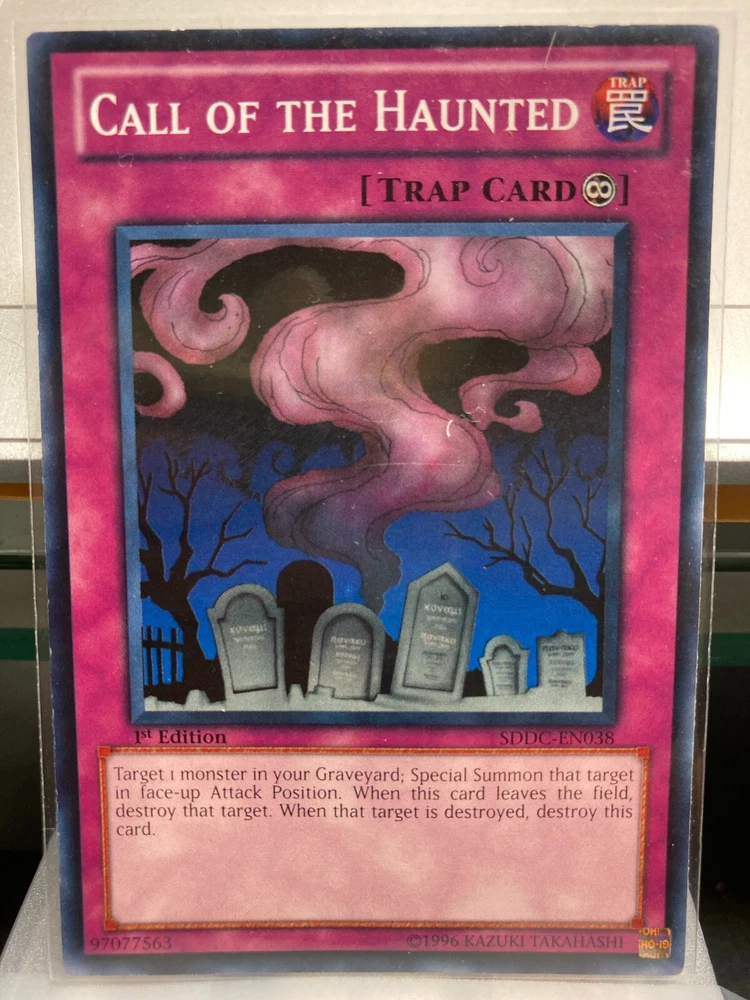 CALL OF THE HAUNTED
TRAP
罠
[TRAP CARD]
1st Edition
SDDC-EN038
Target 1 monster in your Graveyard; Special Summon that target
in face-up Attack Position. When this card leaves the field,
destroy that target. When that target is destroyed, destroy this
card.
97077563
©1996 KAZUKI TAKAHASHI